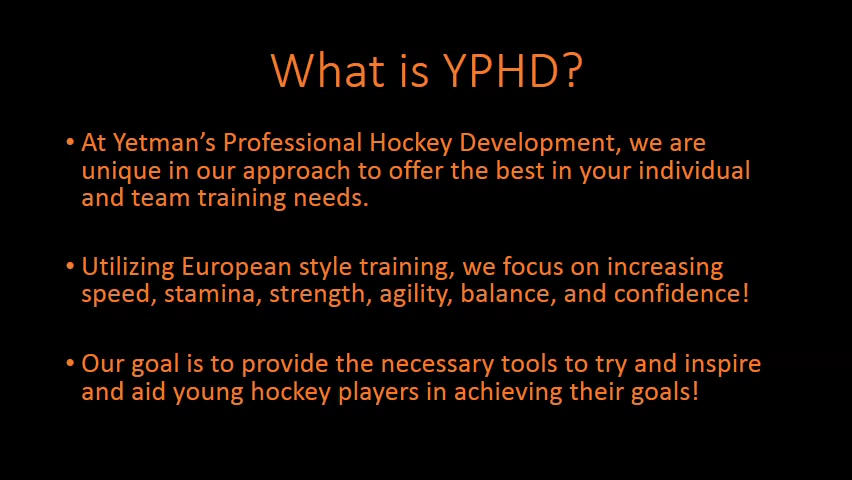 What is YPHD?
• At Yetman’s Professional Hockey Development, we are
unique in our approach to offer the best in your individual
and team training needs.
• Utilizing European style training, we focus on increasing
speed, stamina, strength, agility, balance, and confidence!
• Our goal is to provide the necessary tools to try and inspire
and aid young hockey players in achieving their goals!